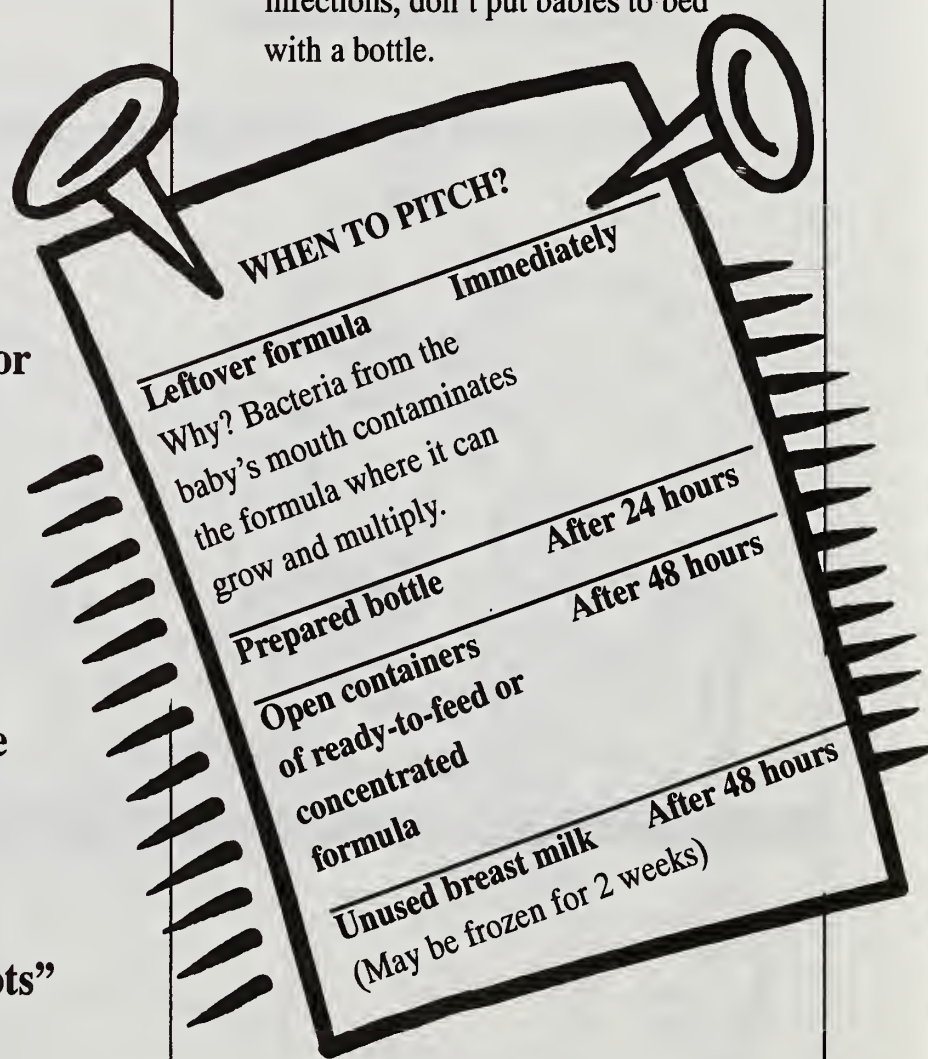 infections, don't put babies to bed
with a bottle.
WHEN TO PITCH?
Leftover formula Immediately
Why? Bacteria from the
baby's mouth contaminates
the formula where it can
grow and multiply.
Prepared bottle After 24 hours
Open containers After 48 hours
of ready-to-feed or
concentrated
formula
Unused breast milk After 48 hours
(May be frozen for 2 weeks)
or
e
ots”